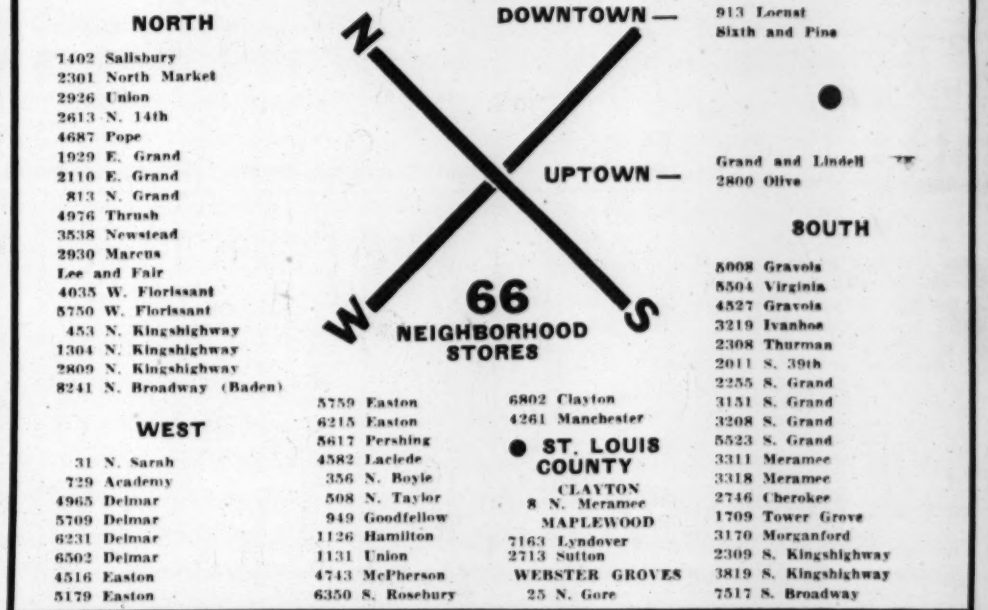 NORTH
1402 Salisbury
2301 North Market
2926 Union
2613 N. 14th
4687 Pope
1929 E. Grand
2110 E. Grand
813 N. Grand
4976 Thrush
3538 Newstead
2930 Marcus
Lee and Fair
4035 W. Florissant
5750 W. Florissant
453 N. Kingshighway
1304 N. Kingshighway
2809 N. Kingshighway
8241 N. Broadway (Baden)
WEST
31 N. Sarah
729 Academy
4965 Delmar
5709 Delmar
6231 Delmar
6502 Delmar
4516 Easton
5179 Easton
N
W
S
66
NEIGHBORHOOD
STORES
5759 Easton
6215 Easton
5617 Pershing
4582 Laclede
356 N. Boyle
508 N. Taylor
949 Goodfellow
1126 Hamilton
1131 Union
4743 McPherson
6350 S. Rosebury
6802 Clayton
4261 Manchester
ST. LOUIS
COUNTY
CLAYTON
8 N. Meramec
MAPLEWOOD
7163 Lyndover
2713 Sutton
WEBSTER GROVES
25 N. Gore
DOWNTOWN —
913 Locust
Sixth and Pine
UPTOWN —
Grand and Lindell
2800 Olive
SOUTH
5008 Gravois
5504 Virginia
4527 Gravois
3219 Ivanhoe
2308 Thurman
2011 S. 39th
2255 S. Grand
3151 S. Grand
3208 S. Grand
5523 S. Grand
3311 Meramec
3318 Meramec
2746 Cherokee
1709 Tower Grove
3170 Morganford
2309 S. Kingshighway
3819 S. Kingshighway
7517 S. Broadway